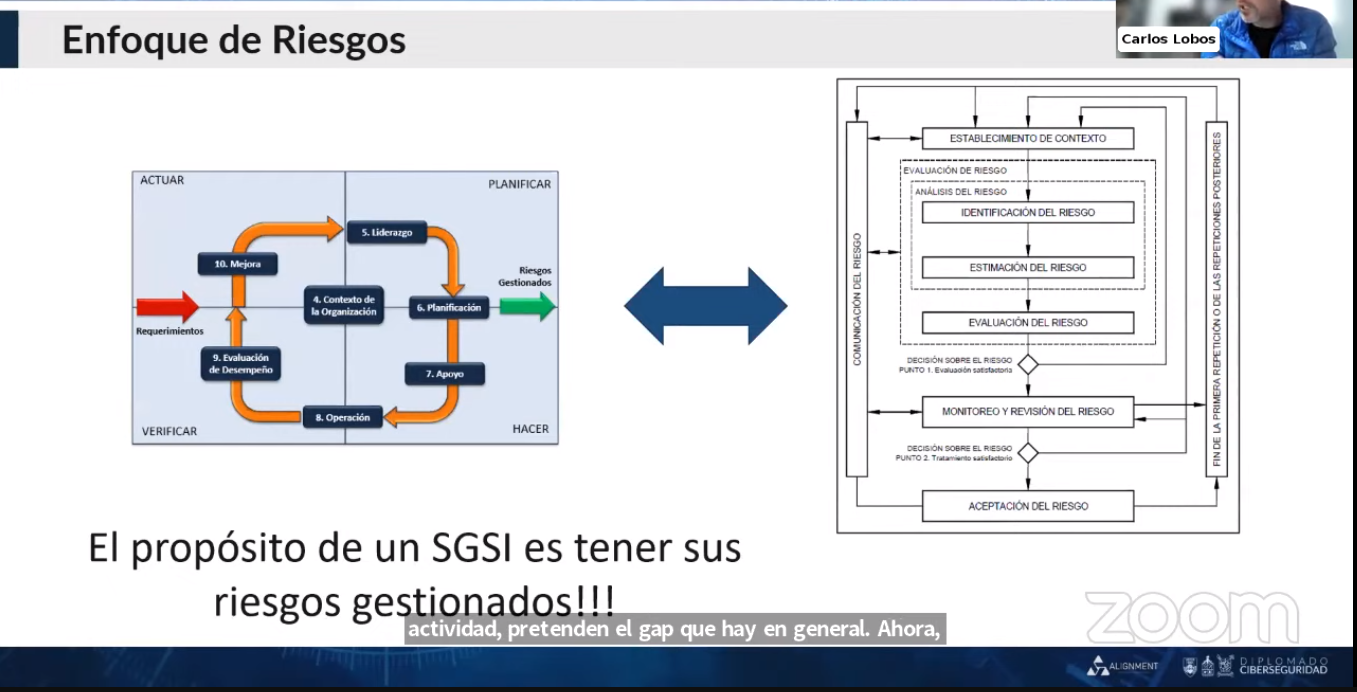 Enfoque de Riesgos
Carlos Lobos
ACTUAR
PLANIFICAR
5. Liderazgo
10. Mejora
Riesgos
Gestionados
4. Contexto de
la Organización
6. Planificación
Requerimientos
9. Evaluación
de Desempeño
7. Apoyo
8. Operación
VERIFICAR
HACER
ESTABLECIMIENTO DE CONTEXTO
EVALUACIÓN DE RIESGO
ANÁLISIS DEL RIESGO
IDENTIFICACIÓN DEL RIESGO
ESTIMACIÓN DEL RIESGO
EVALUACIÓN DEL RIESGO
DECISIÓN SOBRE EL RIESGO
PUNTO 1. Evaluación satisfactoria
MONITOREO Y REVISIÓN DEL RIESGO
DECISIÓN SOBRE EL RIESGO
PUNTO 2. Tratamiento satisfactorio
ACEPTACIÓN DEL RIESGO
COMUNICACIÓN DEL RIESGO
FIN DE LA PRIMERA REPETICIÓN O DE LAS REPETICIONES POSTERIORES
El propósito de un SGSI es tener sus
riesgos gestionados!!!
actividad, pretenden el gap que hay en general. Ahora,
zoom
ALIGNMENT
DIPLOMADO
CIBERSEGURIDAD